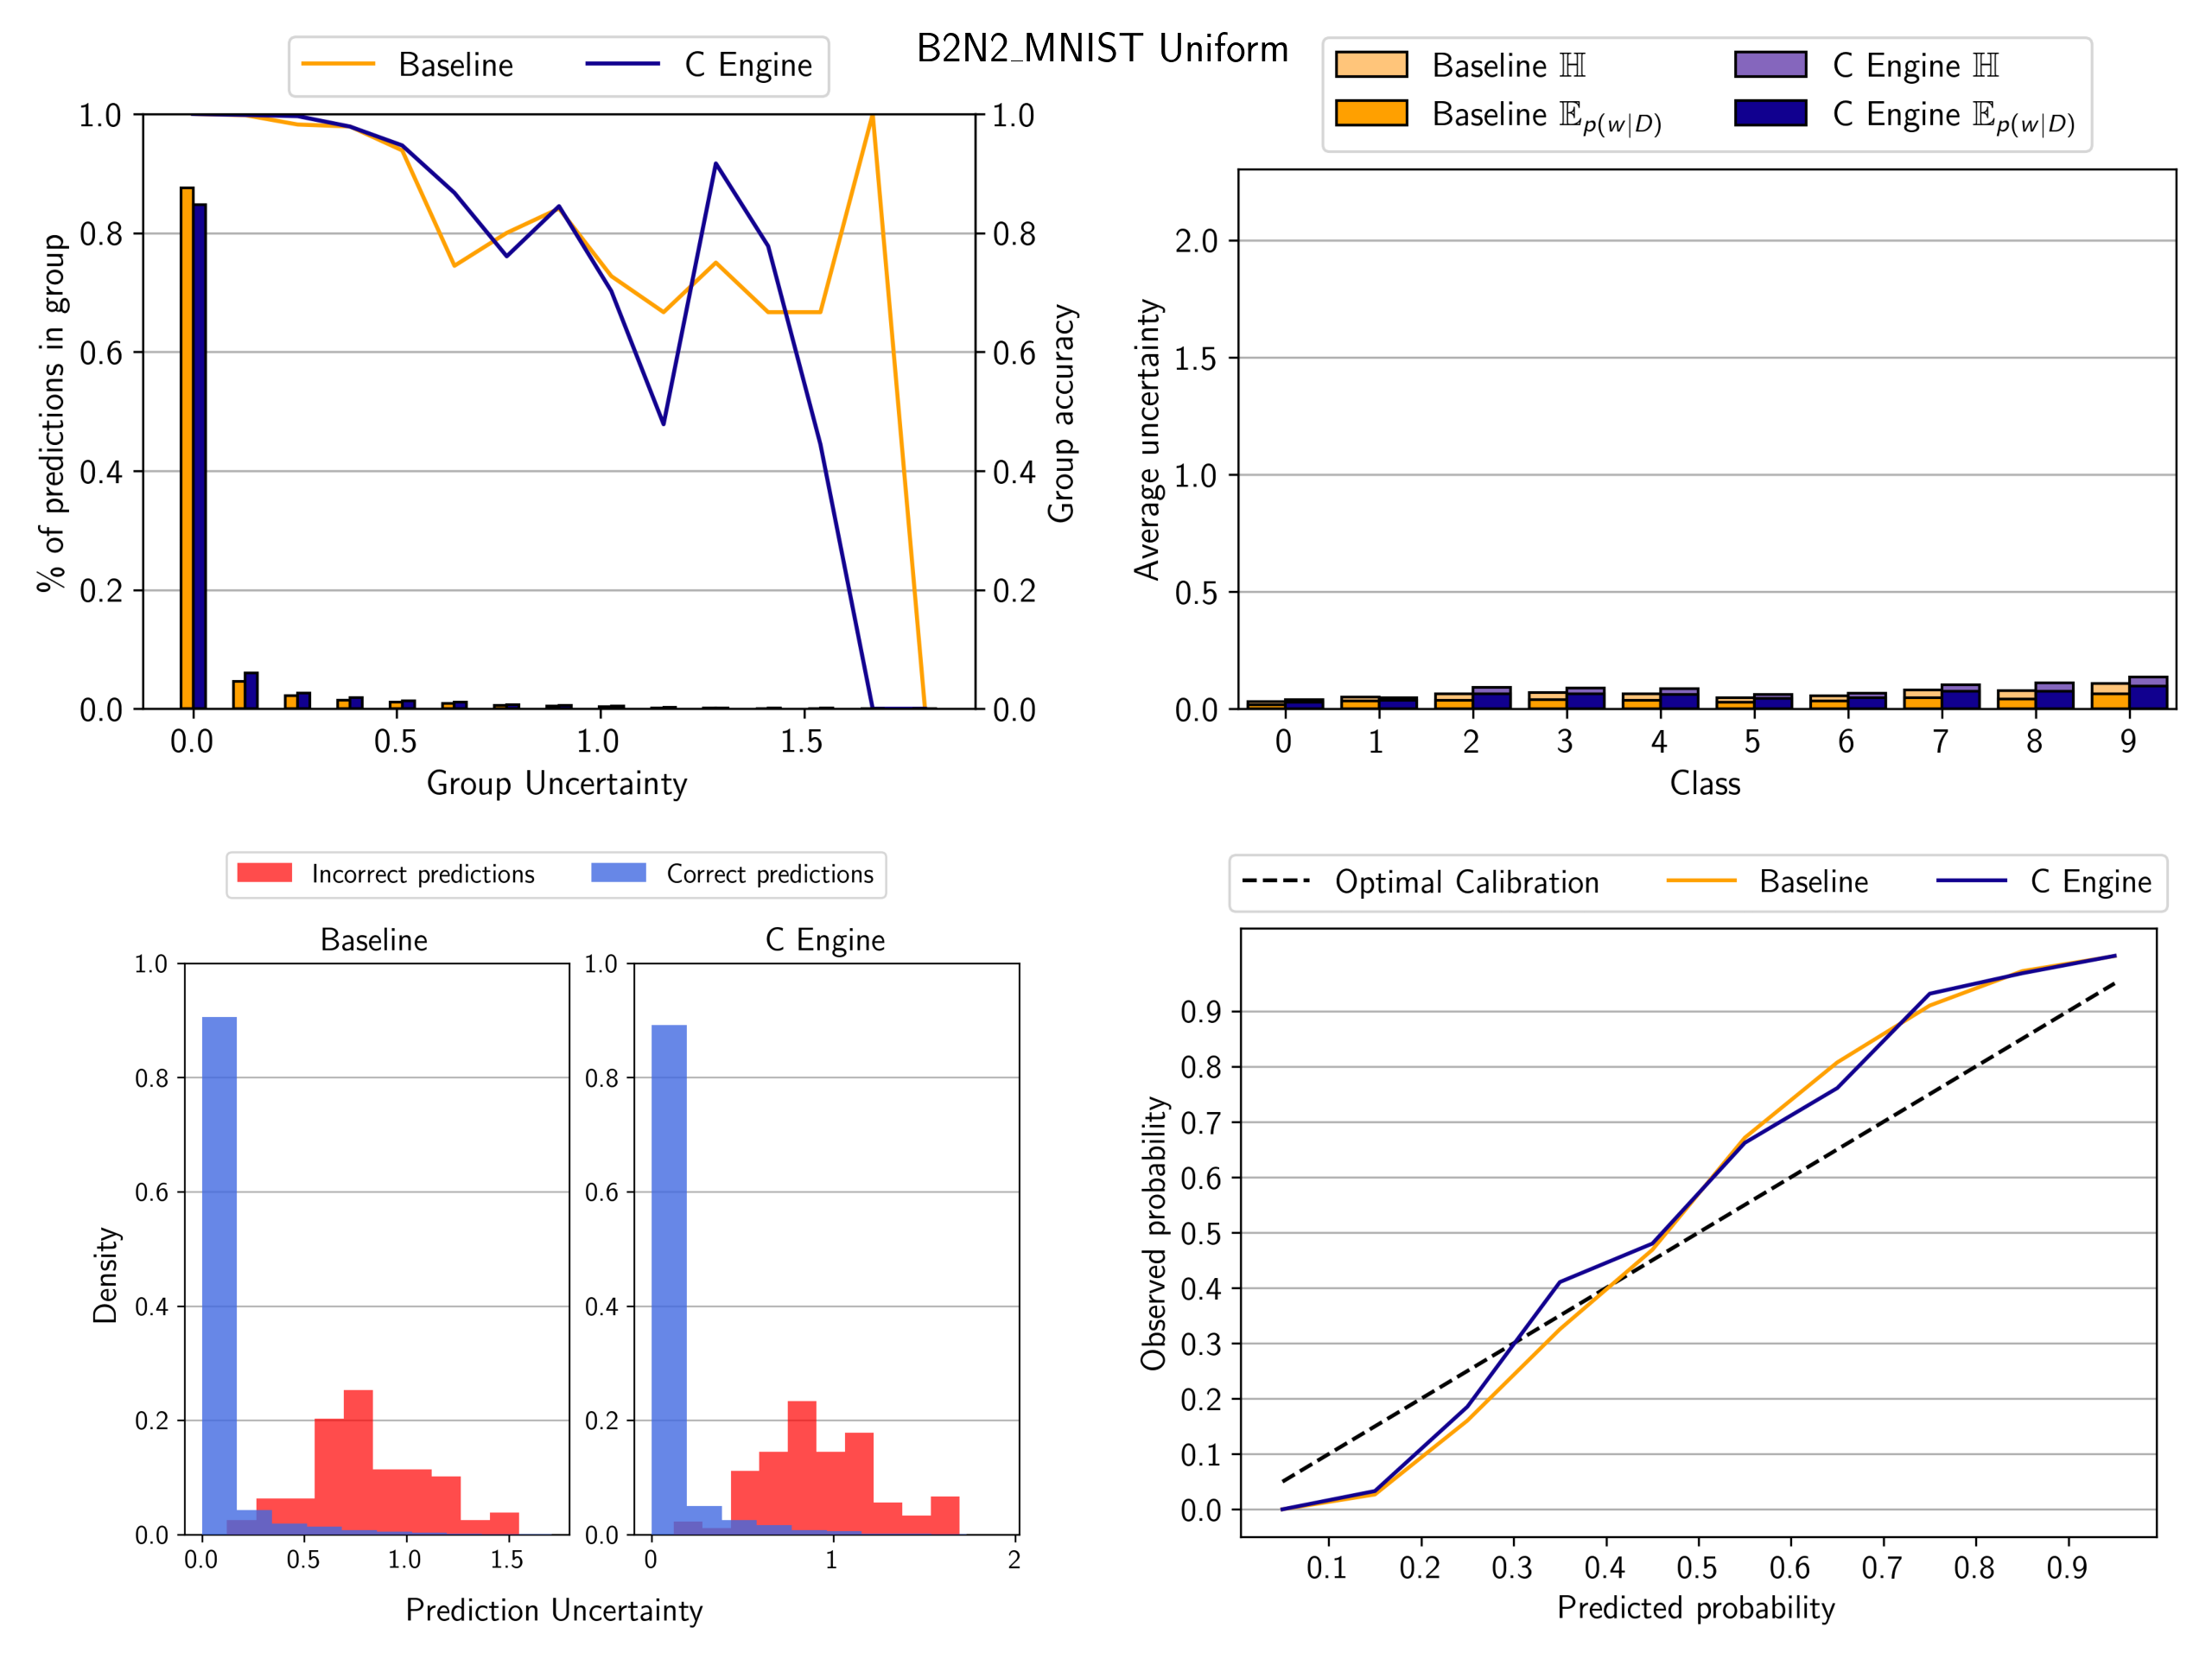 B2N2_MNIST Uniform
Baseline
C Engine
1.0
0.8
0.6
0.4
0.2
0.0
% of predictions in group
1.0
0.8
0.6
0.4
0.2
0.0
Group accuracy
0.0 0.5 1.0 1.5
Group Uncertainty
Baseline ℍ
C Engine ℍ
Baseline 𝔼p(w|D)
C Engine 𝔼p(w|D)
2.0
1.5
1.0
0.5
0.0
Average uncertainty
0 1 2 3 4 5 6 7 8 9
Class
Incorrect predictions
Correct predictions
Baseline
1.0
0.8
0.6
0.4
0.2
0.0
Density
0.0 0.5 1.0 1.5
C Engine
1.0
0.8
0.6
0.4
0.2
0.0
0 1 2
Prediction Uncertainty
Optimal Calibration
Baseline
C Engine
0.9
0.8
0.7
0.6
0.5
0.4
0.3
0.2
0.1
0.0
Observed probability
0.1 0.2 0.3 0.4 0.5 0.6 0.7 0.8 0.9
Predicted probability